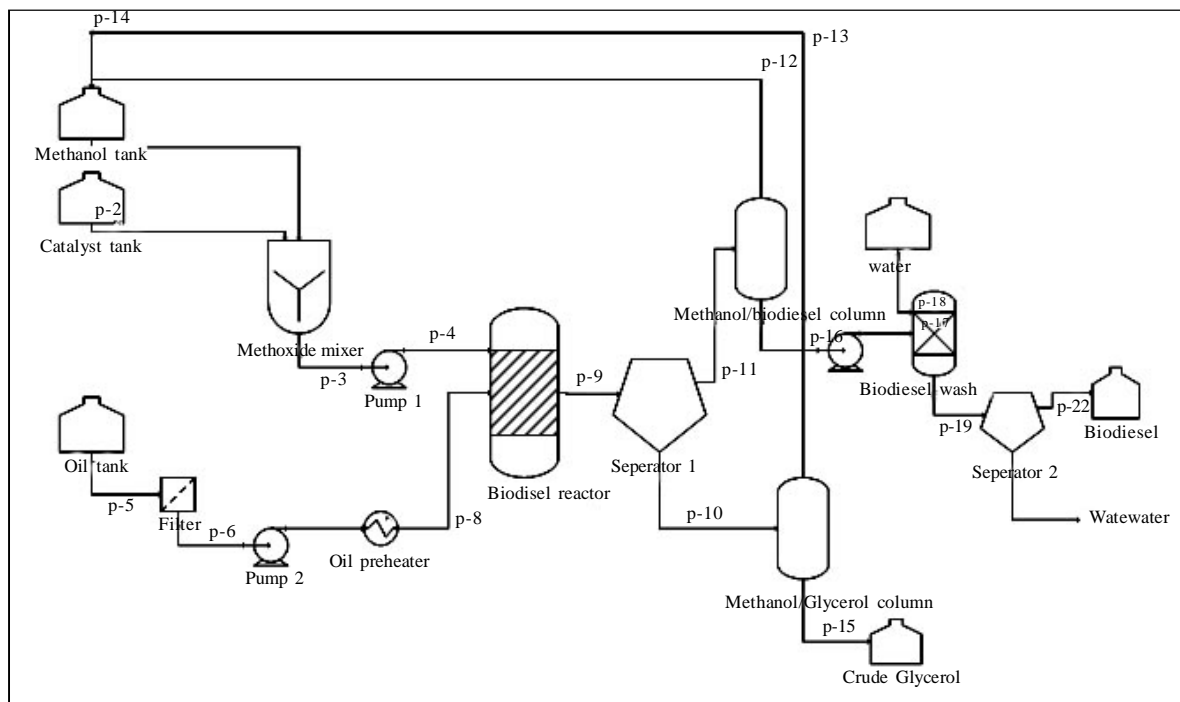 p-14
p-13
p-12
Methanol tank
p-2
Catalyst tank
water
p-18
p-17
Methanol/biodiesel column
p-16
Methoxide mixer
p-4
p-3
Pump 1
p-9
p-11
Biodiesel wash
p-19
p-22
Biodiesel
Oil tank
Seperator 1
Seperator 2
p-5
Filter
Biodisel reactor
p-6
p-8
p-10
Watewater
Oil preheater
Pump 2
Methanol/Glycerol column
p-15
Crude Glycerol